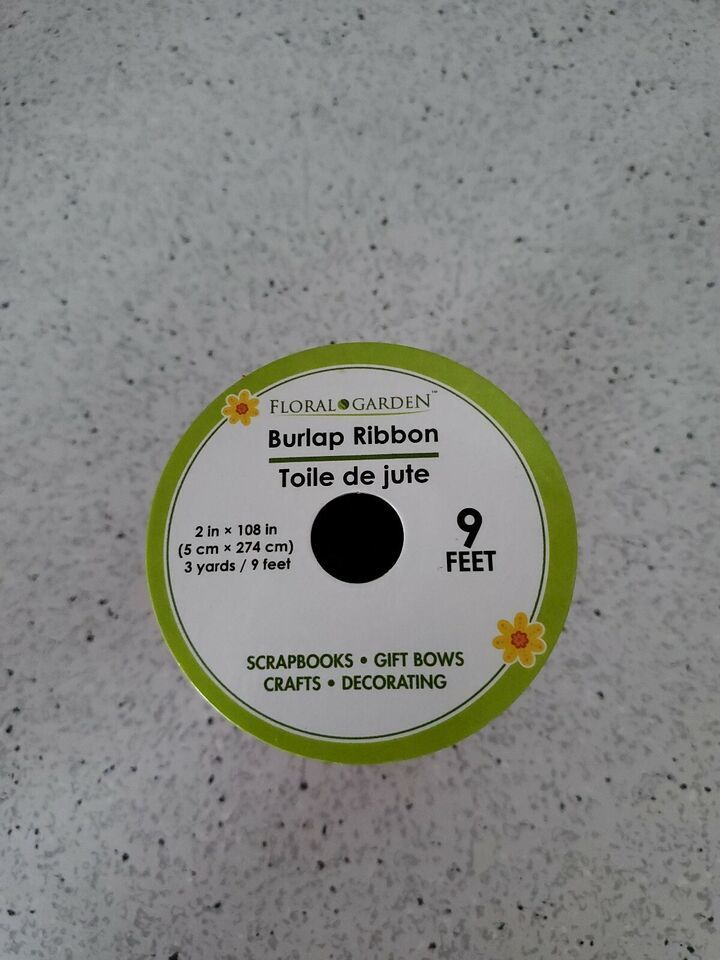 FLORAL GARDEN™
Burlap Ribbon
Toile de jute
2 in × 108 in
(5 cm × 274 cm)
3 yards / 9 feet
9
FEET
SCRAPBOOKS • GIFT BOWS
CRAFTS • DECORATING